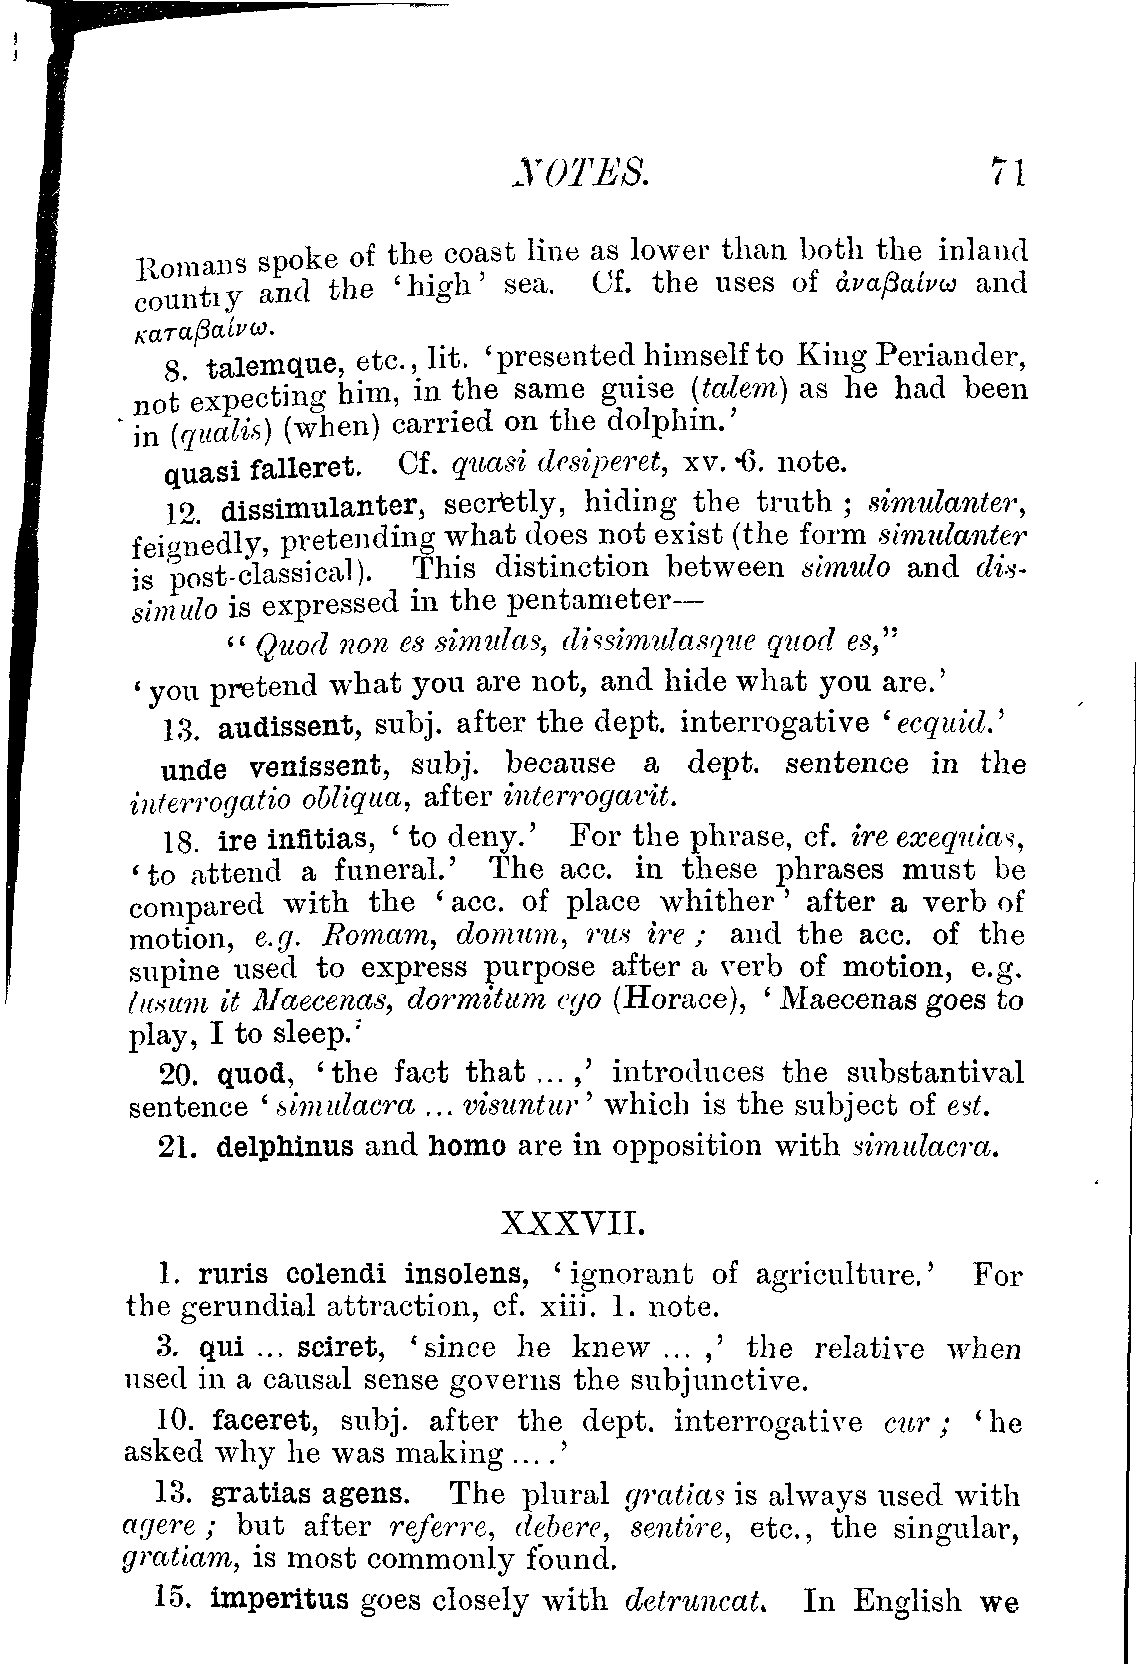 NOTES. 71
Romans spoke of the coast line as lower than both the inland
country and the ‘high’ sea. Cf. the uses of ἀναβαίνω and
καταβαίνω.
8. talemque, etc., lit. ‘presented himself to King Periander,
not expecting him, in the same guise (talem) as he had been
in (qualis) (when) carried on the dolphin.’
quasi falleret. Cf. quasi desiperet, xv. 6. note.
12. dissimulanter, secretly, hiding the truth ; simulanter,
feignedly, pretending what does not exist (the form simulanter
is post-classical). This distinction between simulo and dis-
simulo is expressed in the pentameter—
“ Quod non es simulas, dissimulasque quod es,”
‘ you pretend what you are not, and hide what you are.’
13. audissent, subj. after the dept. interrogative ‘ ecquid.’
unde venissent, subj. because a dept. sentence in the
interrogatio obliqua, after interrogavit.
18. ire infitias, ‘ to deny.’ For the phrase, cf. ire exequias,
‘ to attend a funeral.’ The acc. in these phrases must be
compared with the ‘ acc. of place whither ’ after a verb of
motion, e.g. Romam, domum, rus ire ; and the acc. of the
supine used to express purpose after a verb of motion, e.g.
lusum it Maecenas, dormitum ego (Horace), ‘ Maecenas goes to
play, I to sleep.’
20. quod, ‘ the fact that ... ,’ introduces the substantival
sentence ‘ simulacra ... visuntur ’ which is the subject of est.
21. delphinus and homo are in opposition with simulacra.
XXXVII.
1. ruris colendi insolens, ‘ ignorant of agriculture.’ For
the gerundial attraction, cf. xiii. 1. note.
3. qui ... sciret, ‘ since he knew ... ,’ the relative when
used in a causal sense governs the subjunctive.
10. faceret, subj. after the dept. interrogative cur ; ‘ he
asked why he was making ... .’
13. gratias agens. The plural gratias is always used with
agere ; but after referre, debere, sentire, etc., the singular,
gratiam, is most commonly found.
15. imperitus goes closely with detruncat. In English we